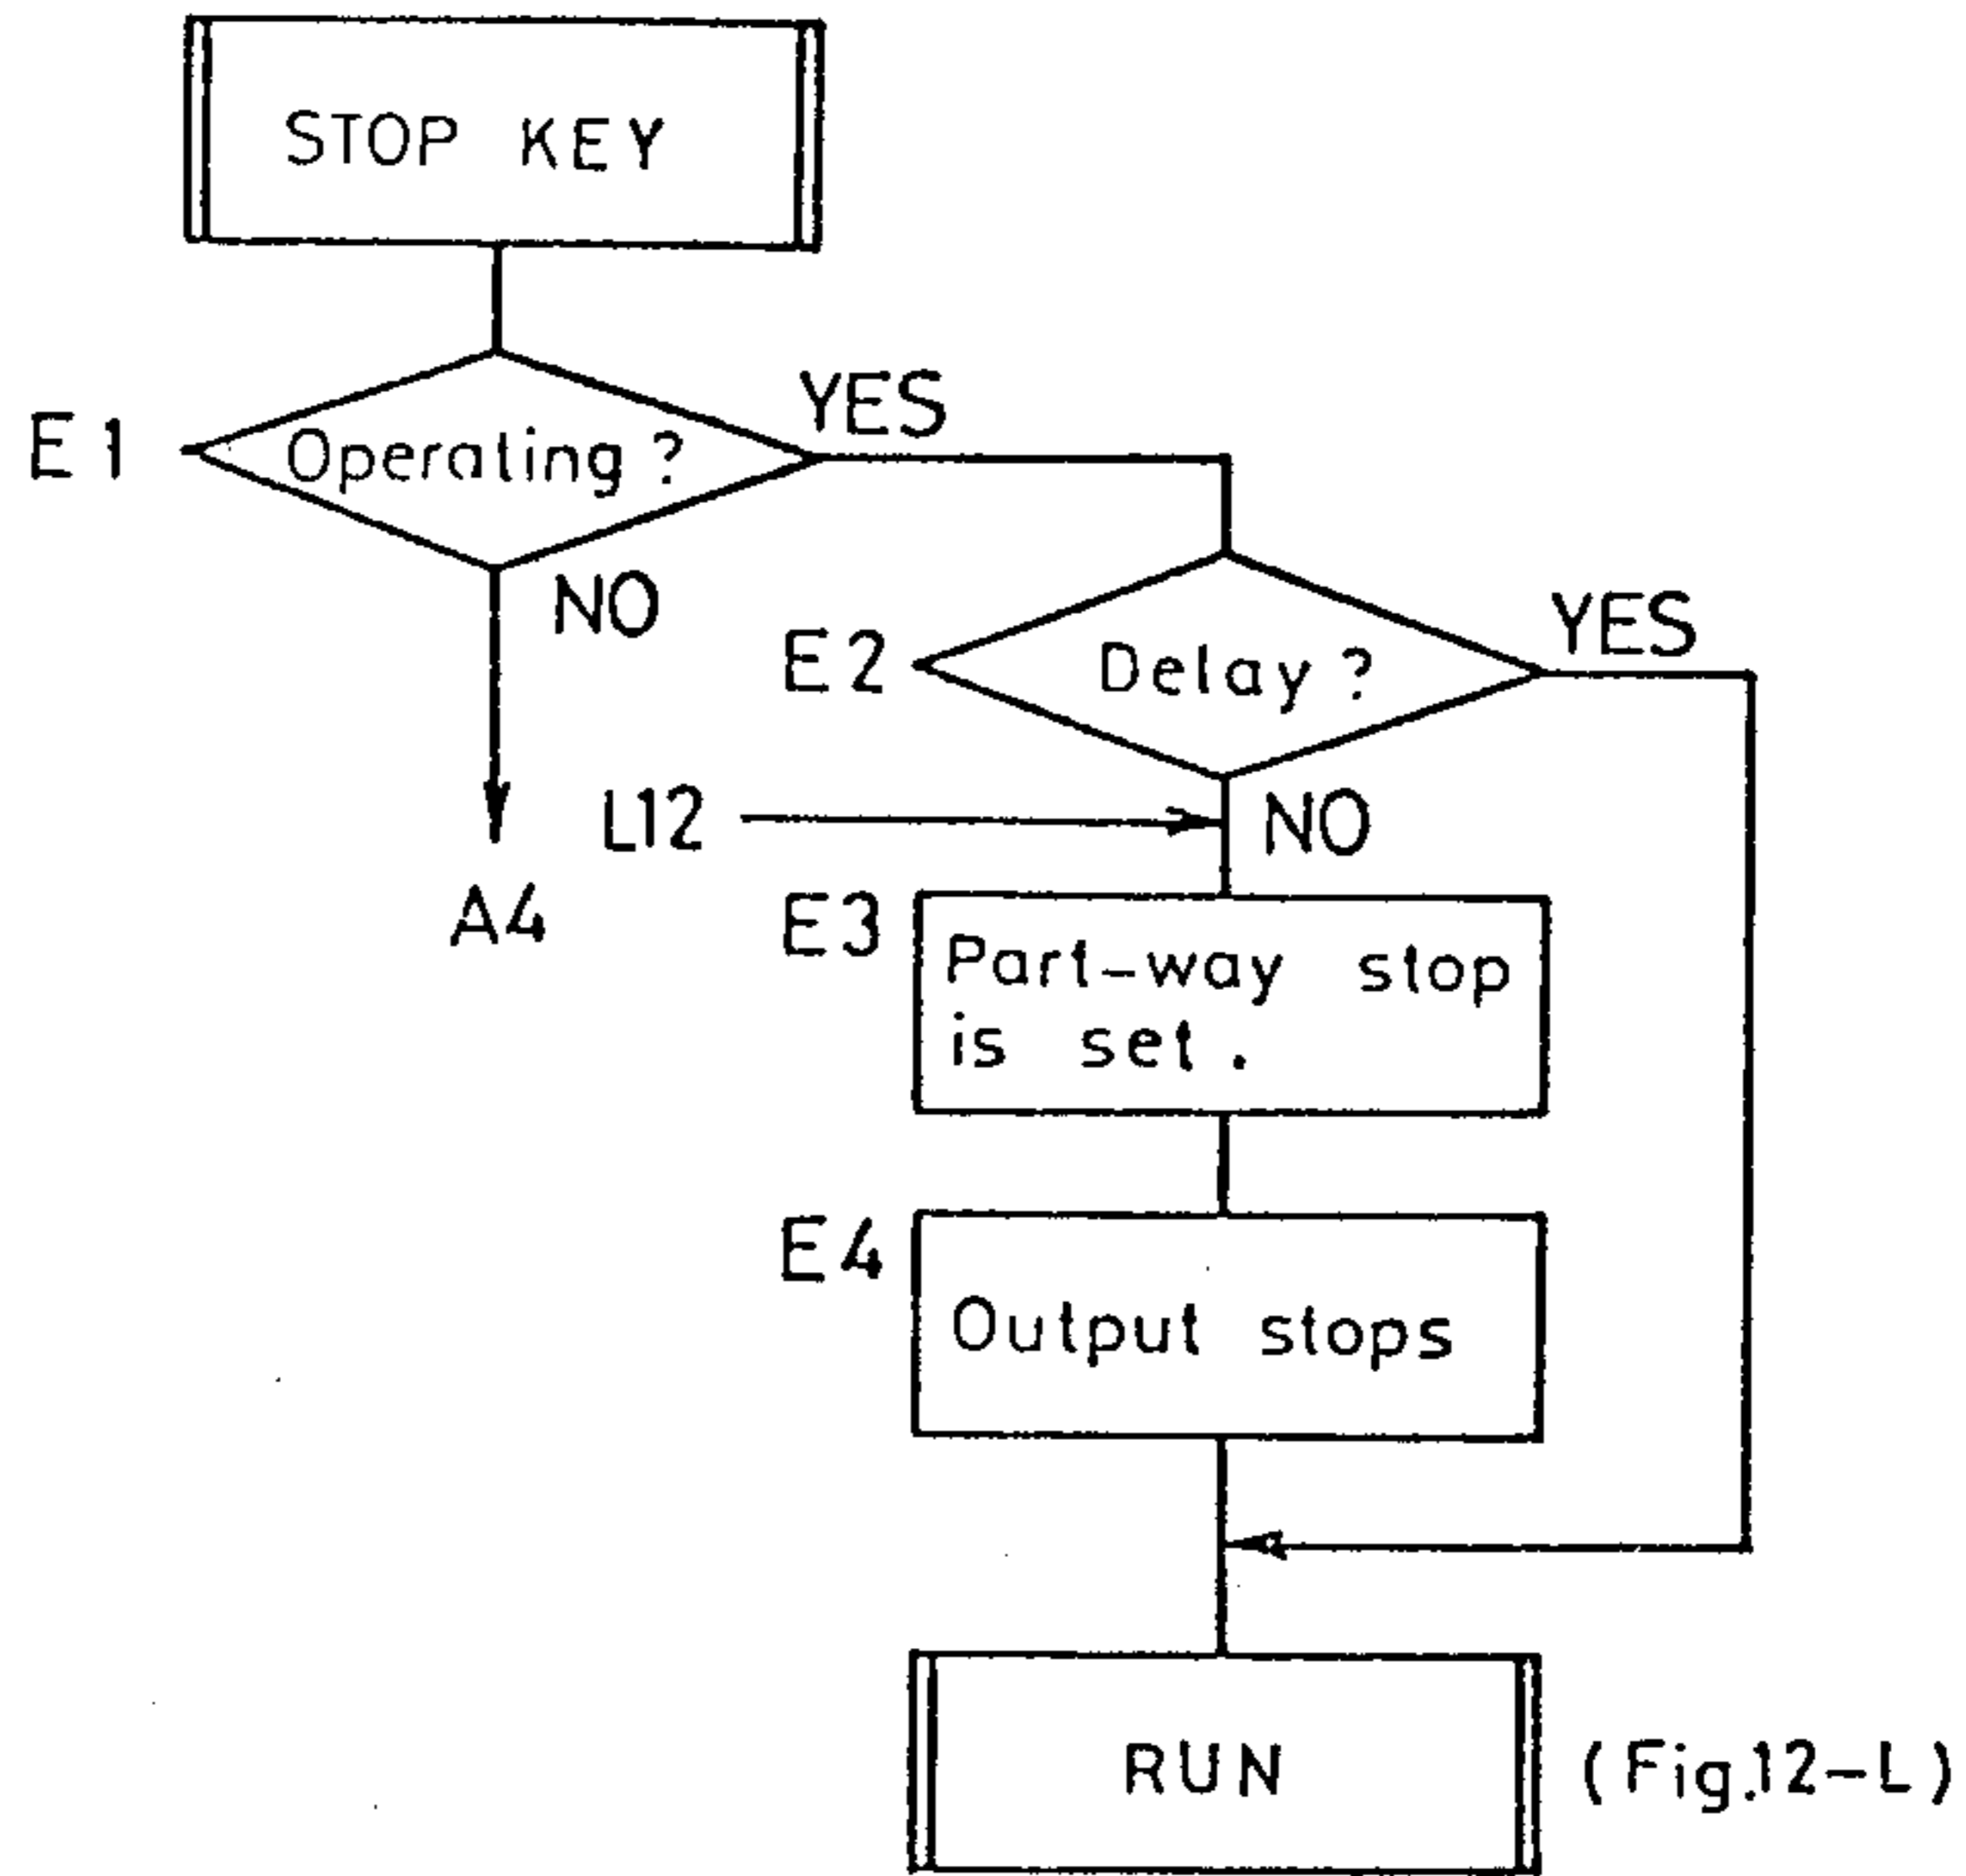 STOP KEY
E1
Operating?
YES
NO
A4
E2
Delay?
YES
NO
L12
E3
Part-way stop
is set.
E4
Output stops
RUN
(Fig.12-L)